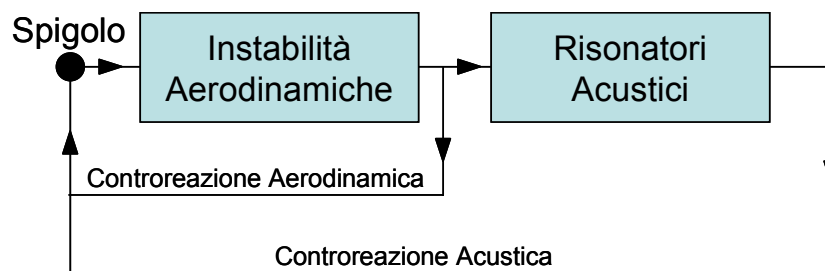 Spigolo
Instabilità
Aerodinamiche
Risonatori
Acustici
Controreazione Aerodinamica
Controreazione Acustica